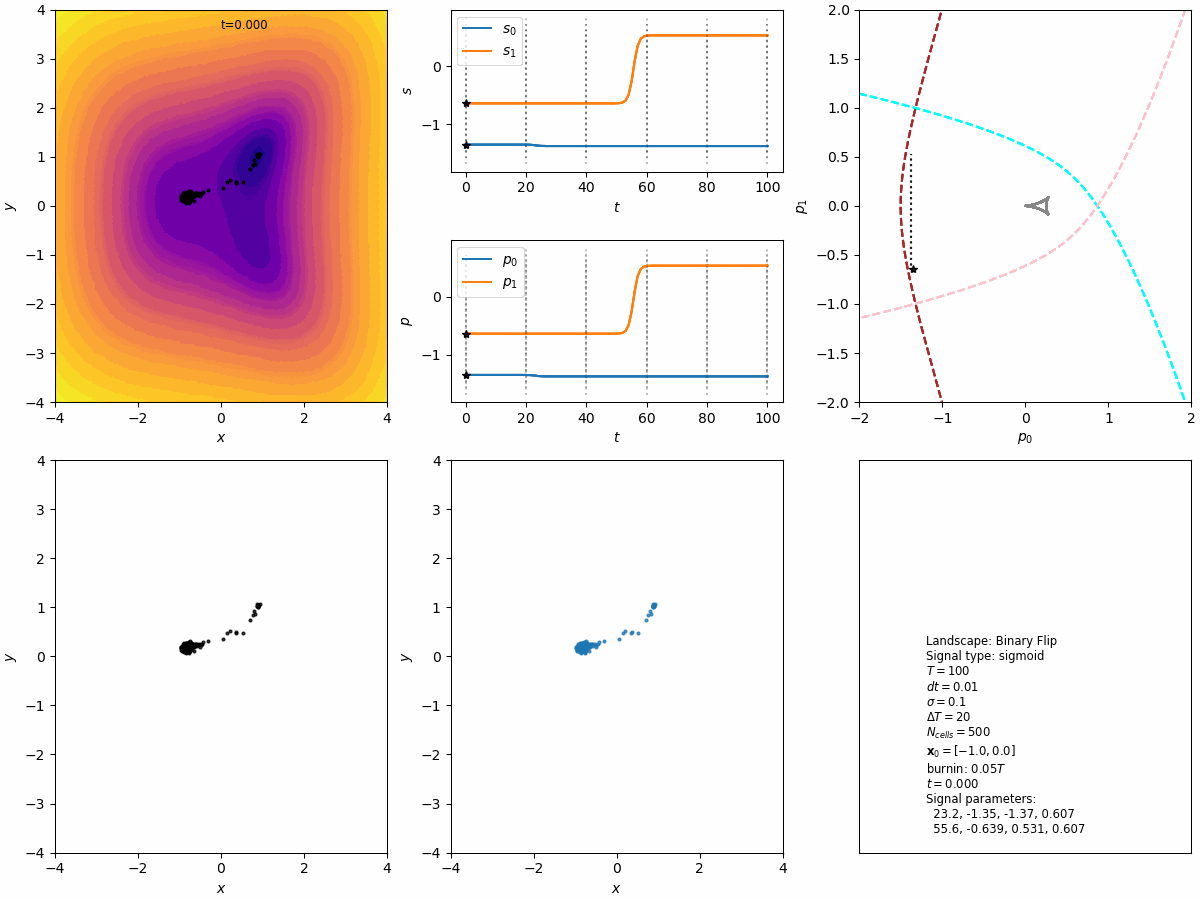 t=0.000
4
3
2
1
0
−1
−2
−3
−4
y
−4
−2
0
2
4
x
s₀
s₁
0
−1
s
0
20
40
60
80
100
t
p₀
p₁
0
−1
p
0
20
40
60
80
100
t
2.0
1.5
1.0
0.5
0.0
−0.5
−1.0
−1.5
−2.0
p₁
−2
−1
0
1
2
p₀
4
3
2
1
0
−1
−2
−3
−4
y
−4
−2
0
2
4
x
4
3
2
1
0
−1
−2
−3
−4
y
−4
−2
0
2
4
x
Landscape: Binary Flip
Signal type: sigmoid
T = 100
dt = 0.01
σ = 0.1
ΔT = 20
N_cells = 500
x₀ = [−1.0, 0.0]
burnin: 0.05T
t = 0.000
Signal parameters:
23.2, -1.35, -1.37, 0.607
55.6, -0.639, 0.531, 0.607